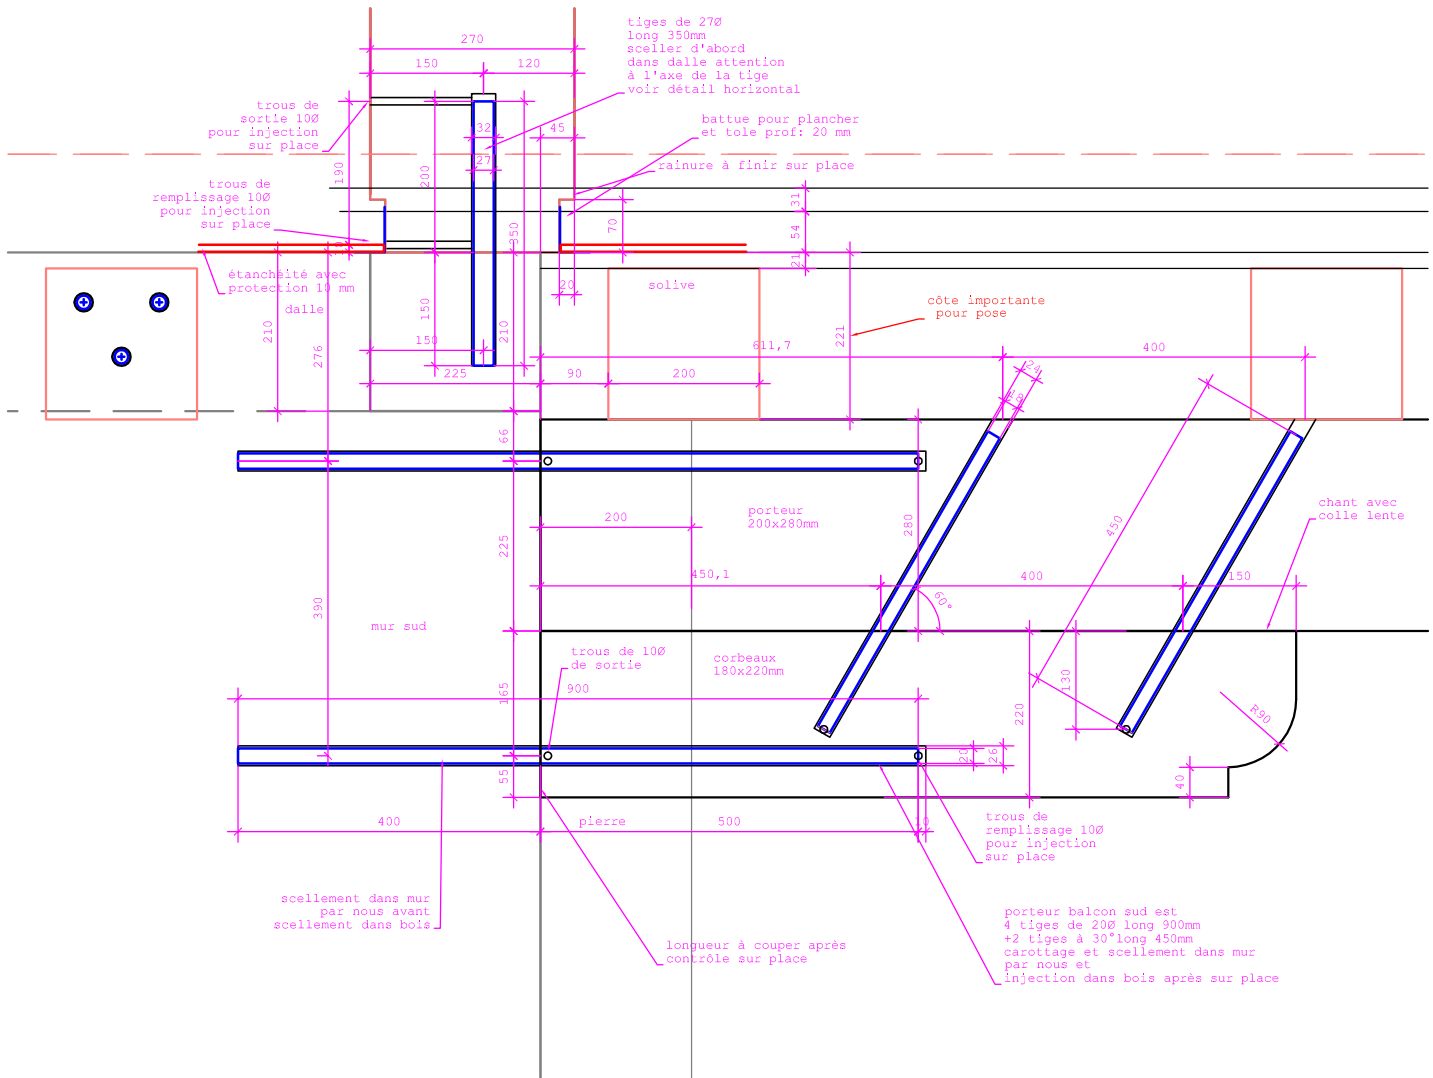 tiges de 27Ø
long 350mm
sceller d'abord
dans dalle attention
à l'axe de la tige
voir détail horizontal
270
150
120
trous de
sortie 10Ø
pour injection
sur place
32
45
27
battue pour plancher
et tole prof: 20 mm
rainure à finir sur place
190
200
350
trous de
remplissage 10Ø
pour injection
sur place
70
31
54
21
étanchéité avec
protection 10 mm
dalle
20
solive
côte importante
pour pose
210
276
150
210
221
150
611,7
400
225
90
200
24
66
porteur
200x280mm
200
280
450
chant avec
colle lente
225
450,1
400
150
60°
390
mur sud
trous de 10Ø
de sortie
corbeaux
180x220mm
900
165
130
220
R90
20
26
55
40
400
pierre
500
10
trous de
remplissage 10Ø
pour injection
sur place
scellement dans mur
par nous avant
scellement dans bois
longueur à couper après
contrôle sur place
porteur balcon sud est
4 tiges de 20Ø long 900mm
+2 tiges à 30°long 450mm
carottage et scellement dans mur
par nous et
injection dans bois après sur place